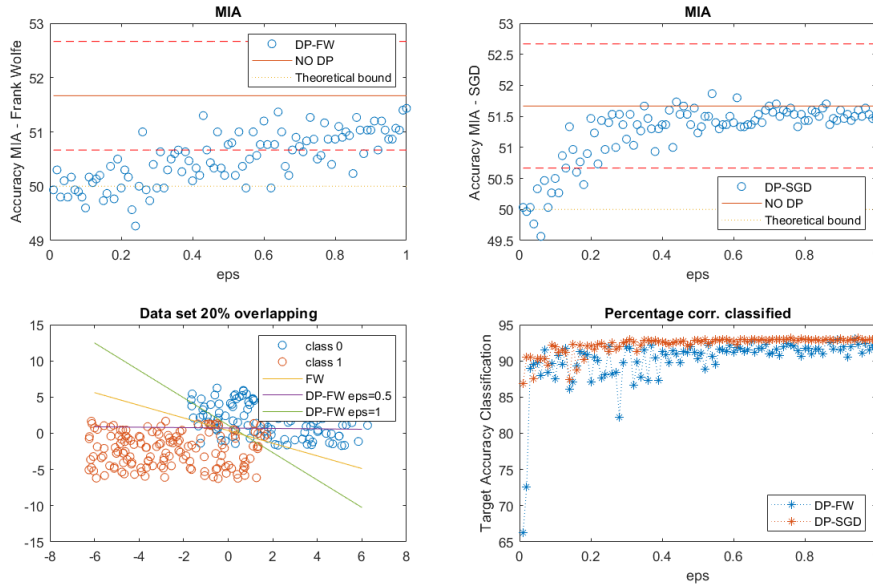 MIA
53
52
51
50
49
0
0.2
0.4
0.6
0.8
1
eps
Accuracy MIA - Frank Wolfe
DP-FW
NO DP
Theoretical bound
MIA
53
52.5
52
51.5
51
50.5
50
49.5
0
0.2
0.4
0.6
0.8
eps
Accuracy MIA - SGD
DP-SGD
NO DP
Theoretical bound
Data set 20% overlapping
15
10
5
0
-5
-10
-15
-8
-6
-4
-2
0
2
4
6
8
class 0
class 1
FW
DP-FW eps=0.5
DP-FW eps=1
Percentage corr. classified
95
90
85
80
75
70
65
0
0.2
0.4
0.6
0.8
eps
Target Accuracy Classification
DP-FW
DP-SGD